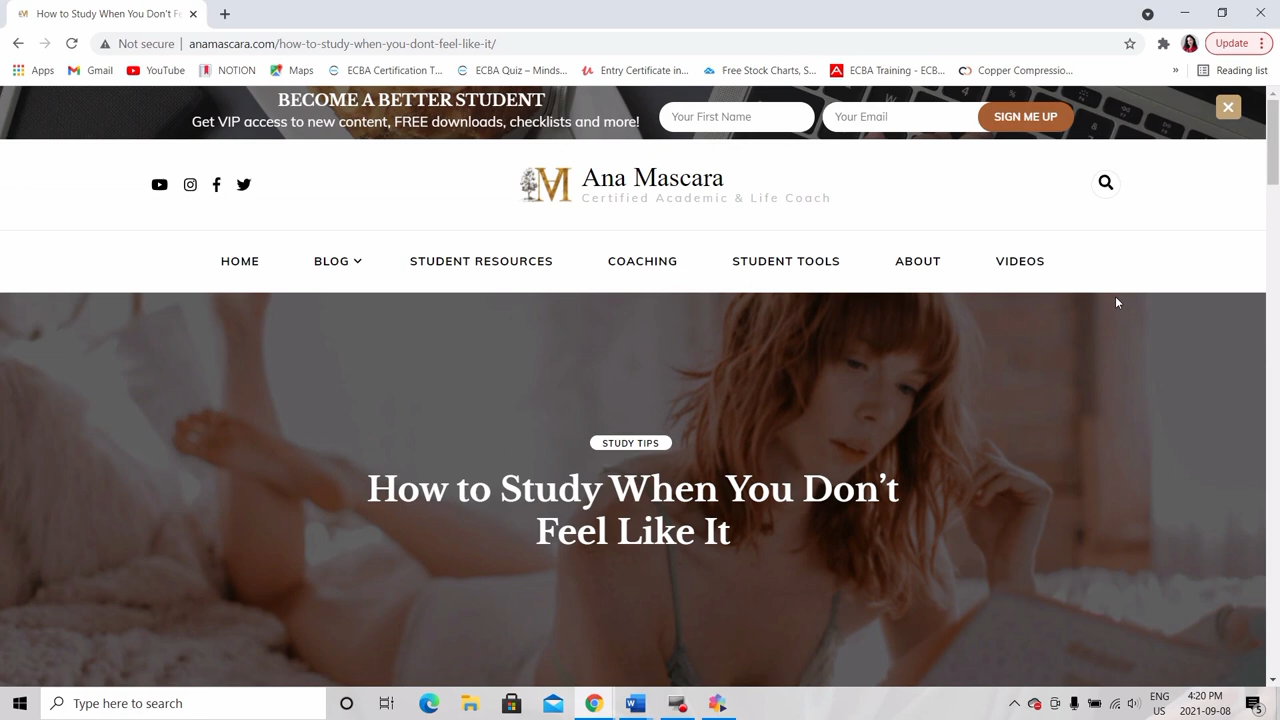 How to Study When You Don't Fe
Not secure | anamascara.com/how-to-study-when-you-dont-feel-like-it/
Update
Apps Gmail YouTube NOTION Maps ECBA Certification T... ECBA Quiz – Minds... Entry Certificate in... Free Stock Charts, S... ECBA Training - ECB... Copper Compressio... » Reading list
BECOME A BETTER STUDENT
Get VIP access to new content, FREE downloads, checklists and more!
Your First Name Your Email SIGN ME UP
Ana Mascara
Certified Academic & Life Coach
HOME BLOG STUDENT RESOURCES COACHING STUDENT TOOLS ABOUT VIDEOS
STUDY TIPS
How to Study When You Don't
Feel Like It
Type here to search
ENG
US
4:20 PM
2021-09-08
5